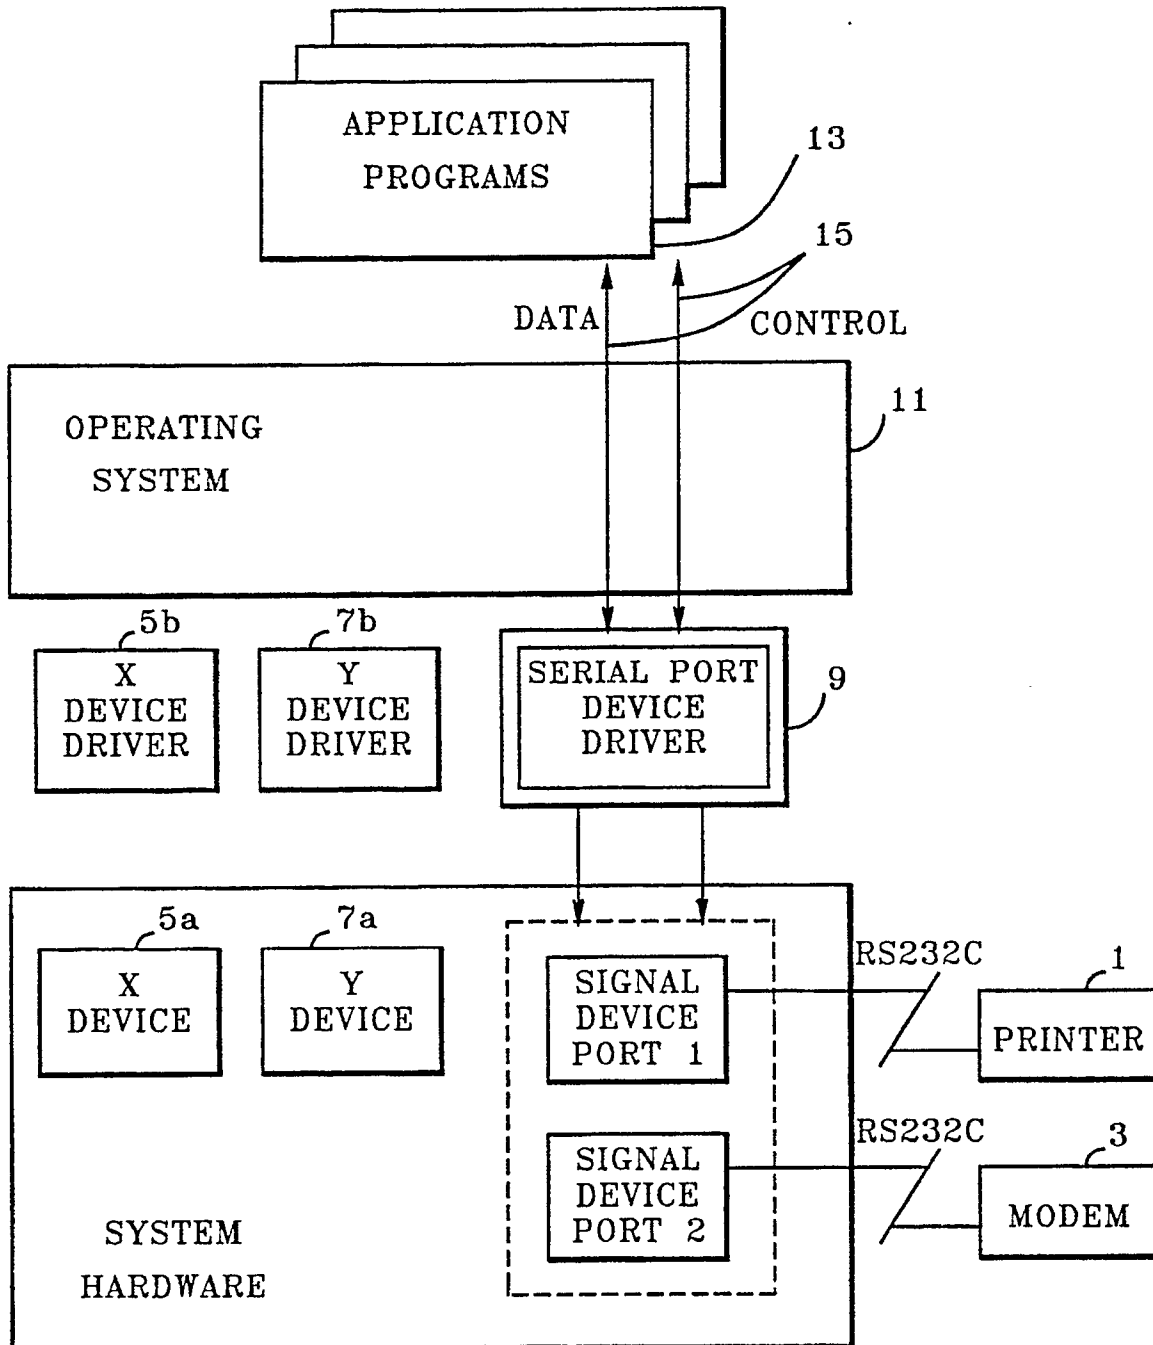 APPLICATION
PROGRAMS
13
15
DATA
CONTROL
OPERATING
SYSTEM
11
5b
7b
X
DEVICE
DRIVER
Y
DEVICE
DRIVER
SERIAL PORT
DEVICE
DRIVER
9
5a
7a
X
DEVICE
Y
DEVICE
SIGNAL
DEVICE
PORT 1
RS232C
1
PRINTER
SIGNAL
DEVICE
PORT 2
RS232C
3
MODEM
SYSTEM
HARDWARE